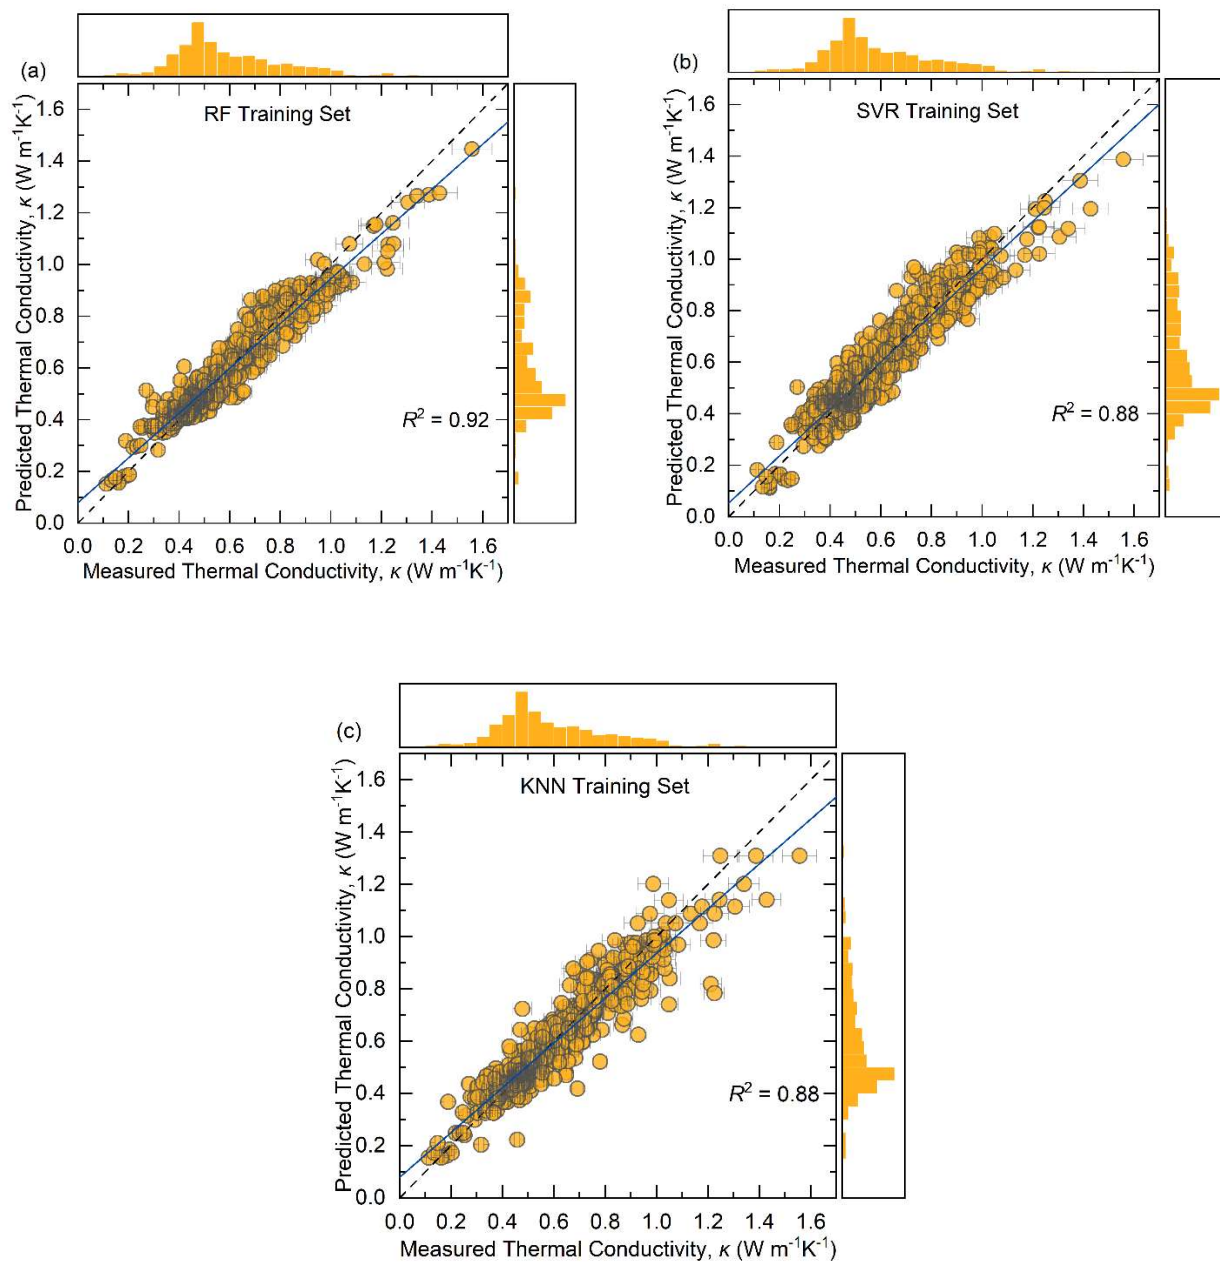 (a)
RF Training Set
R² = 0.92
Predicted Thermal Conductivity, κ (W m⁻¹K⁻¹)
1.6
1.4
1.2
1.0
0.8
0.6
0.4
0.2
0.0
0.0 0.2 0.4 0.6 0.8 1.0 1.2 1.4 1.6
Measured Thermal Conductivity, κ (W m⁻¹K⁻¹)
(b)
SVR Training Set
R² = 0.88
Predicted Thermal Conductivity, κ (W m⁻¹K⁻¹)
1.6
1.4
1.2
1.0
0.8
0.6
0.4
0.2
0.0
0.0 0.2 0.4 0.6 0.8 1.0 1.2 1.4 1.6
Measured Thermal Conductivity, κ (W m⁻¹K⁻¹)
(c)
KNN Training Set
R² = 0.88
Predicted Thermal Conductivity, κ (W m⁻¹K⁻¹)
1.6
1.4
1.2
1.0
0.8
0.6
0.4
0.2
0.0
0.0 0.2 0.4 0.6 0.8 1.0 1.2 1.4 1.6
Measured Thermal Conductivity, κ (W m⁻¹K⁻¹)